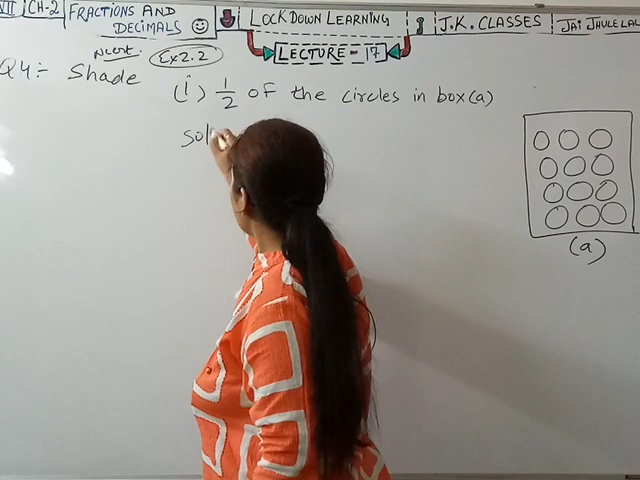 VII CH-2 FRACTIONS AND DECIMALS LOCKDOWN LEARNING J.K. CLASSES JAI JHULELAL
LECTURE - 17
Ncert. Ex 2.2
Q4:- Shade
(i) 1/2 of the circles in box (a)
Sol
(a)